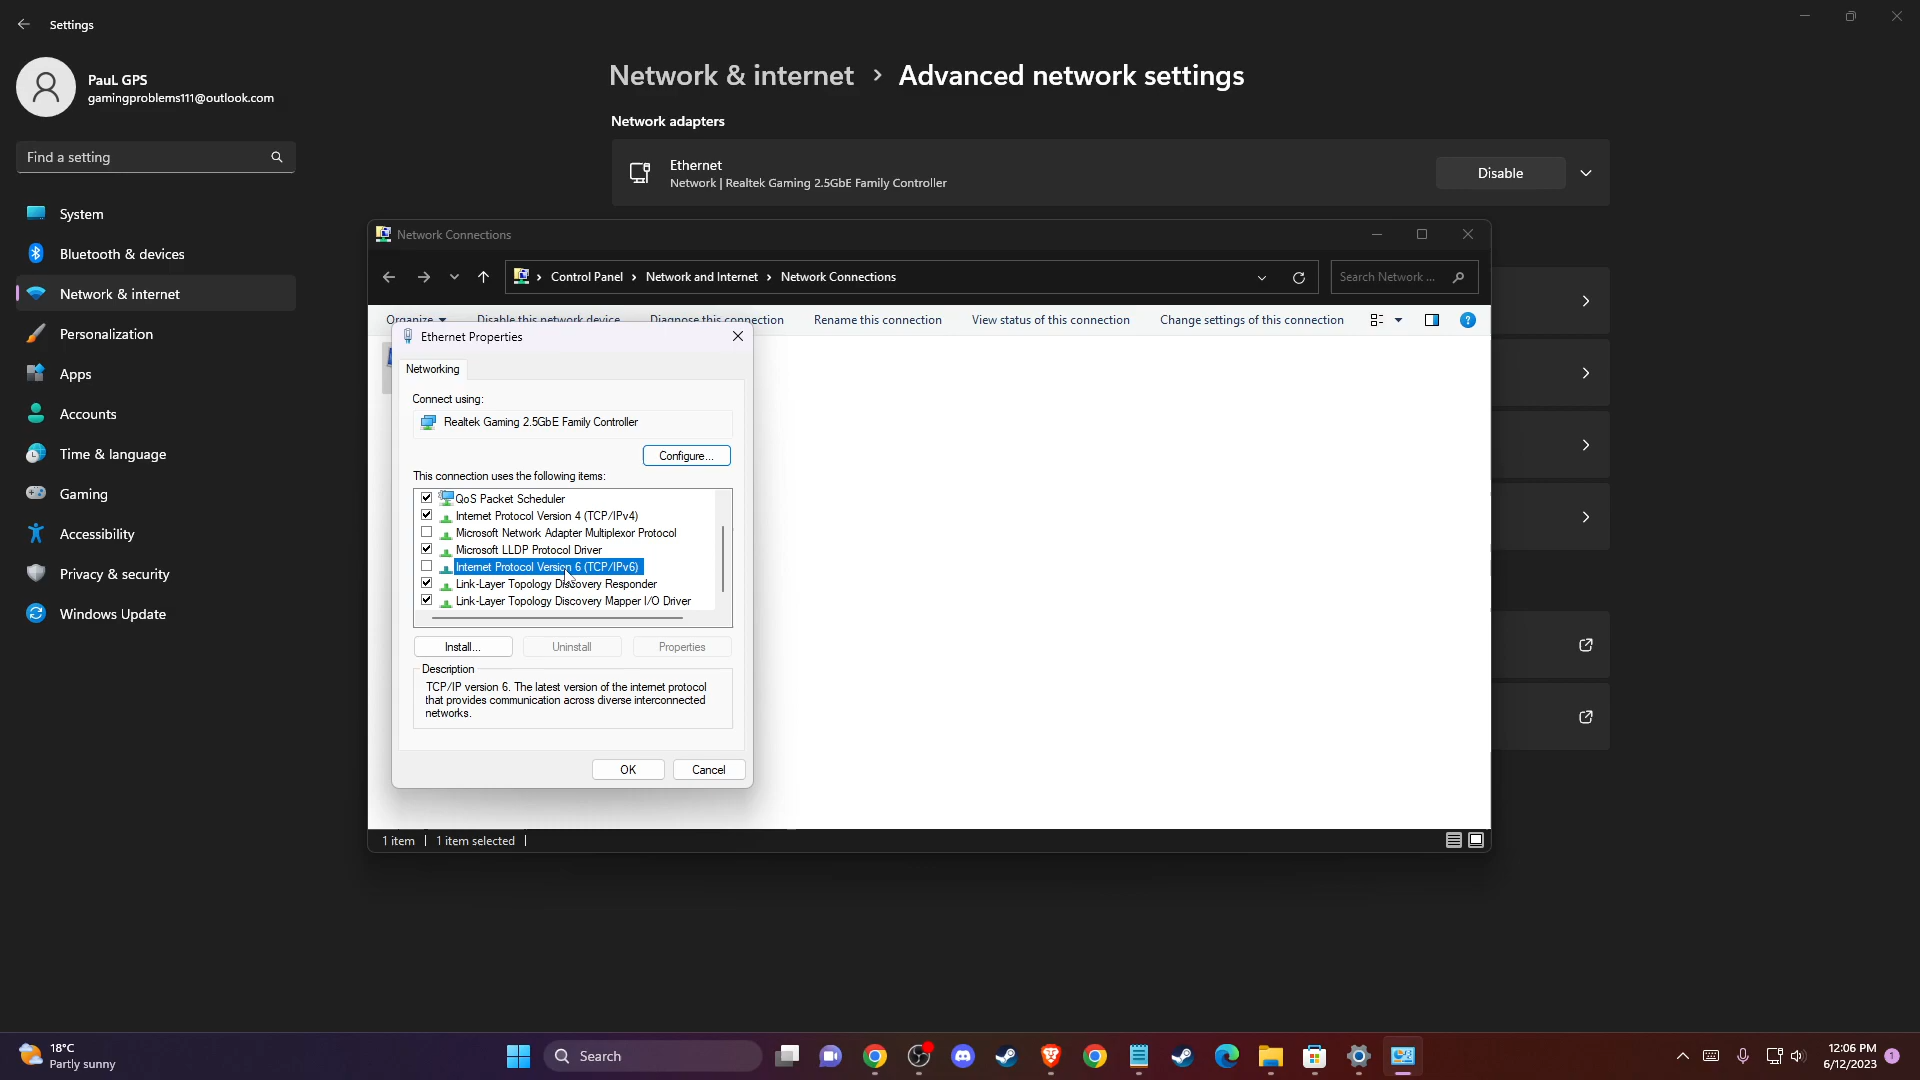 Settings
PauL GPS
gamingproblems111@outlook.com
Find a setting
System
Bluetooth & devices
Network & internet
Personalization
Apps
Accounts
Time & language
Gaming
Accessibility
Privacy & security
Windows Update
Network & internet > Advanced network settings
Network adapters
Ethernet
Network | Realtek Gaming 2.5GbE Family Controller
Disable
Network Connections
Control Panel > Network and Internet > Network Connections
Search Network ...
Organize Disable this network device Diagnose this connection Rename this connection View status of this connection Change settings of this connection
Ethernet Properties
Networking
Connect using:
Realtek Gaming 2.5GbE Family Controller
Configure...
This connection uses the following items:
QoS Packet Scheduler
Internet Protocol Version 4 (TCP/IPv4)
Microsoft Network Adapter Multiplexor Protocol
Microsoft LLDP Protocol Driver
Internet Protocol Version 6 (TCP/IPv6)
Link-Layer Topology Discovery Responder
Link-Layer Topology Discovery Mapper I/O Driver
Install... Uninstall Properties
Description
TCP/IP version 6. The latest version of the internet protocol
that provides communication across diverse interconnected
networks.
OK Cancel
1 item | 1 item selected |
18°C
Partly sunny
Search
12:06 PM
6/12/2023
1